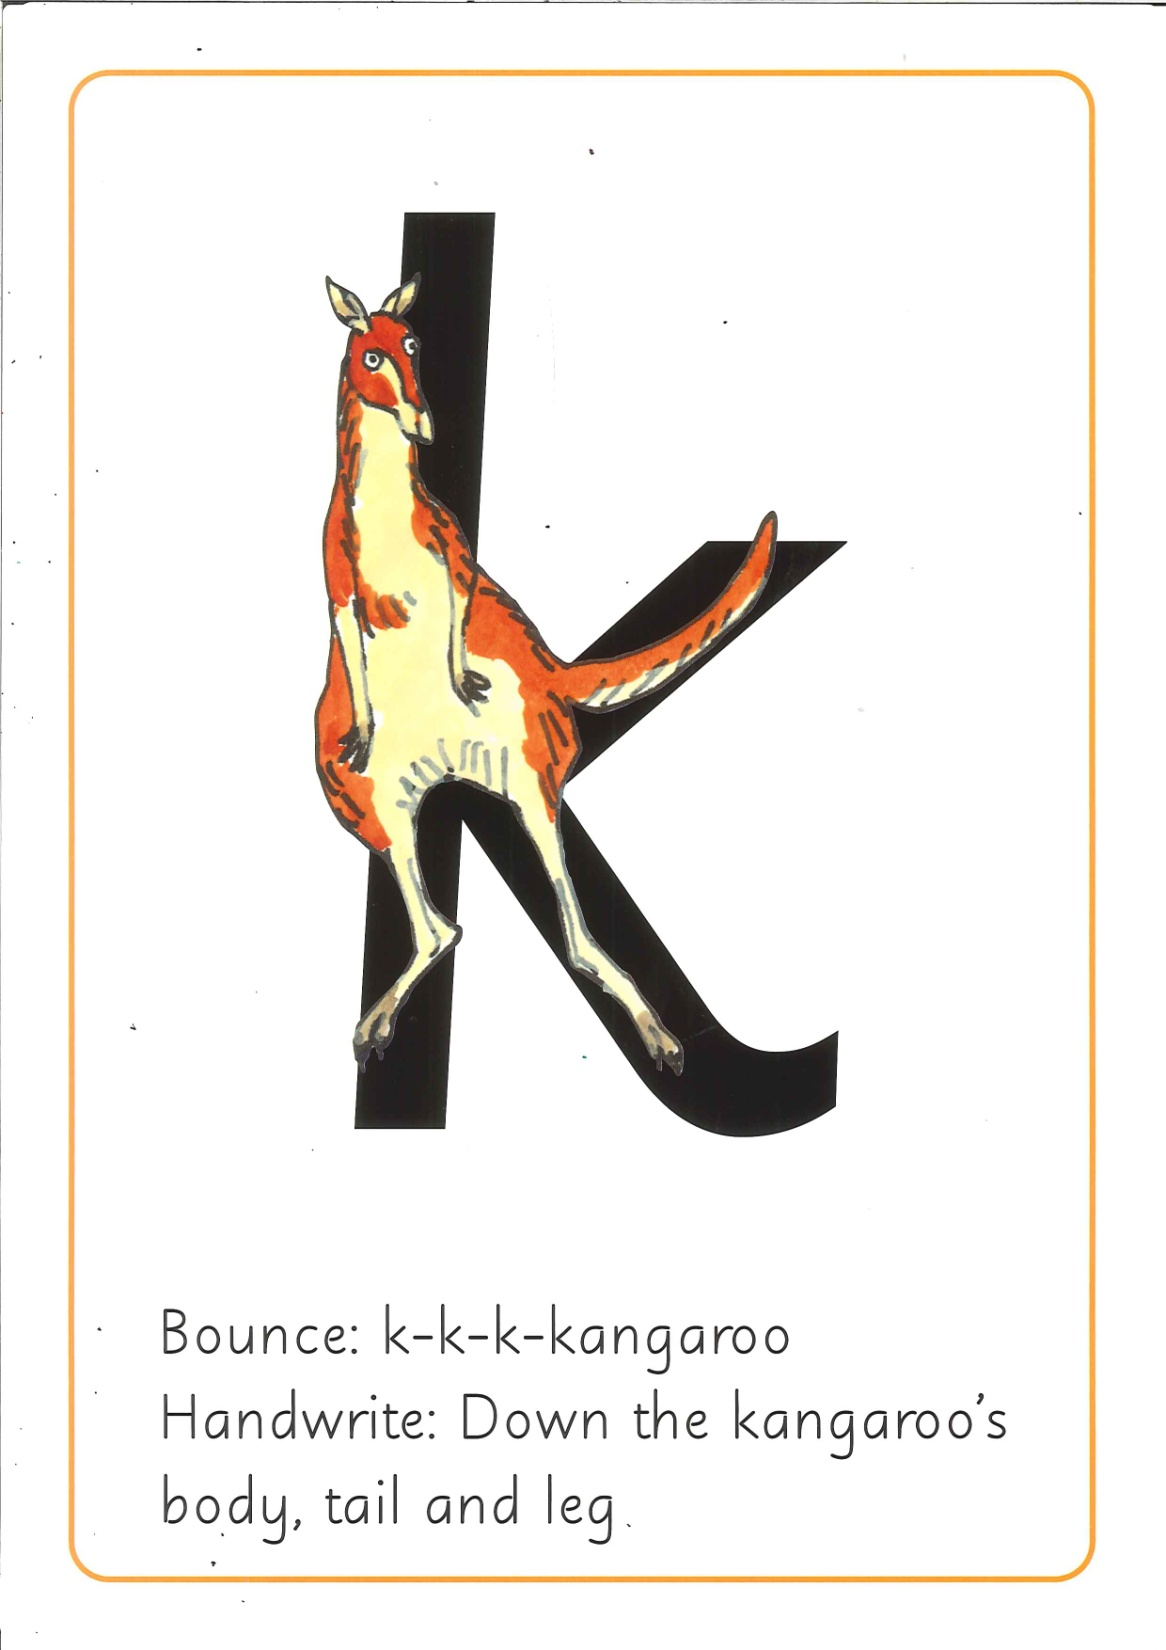 k
Bounce: k-k-k-kangaroo
Handwrite: Down the kangaroo's
body, tail and leg